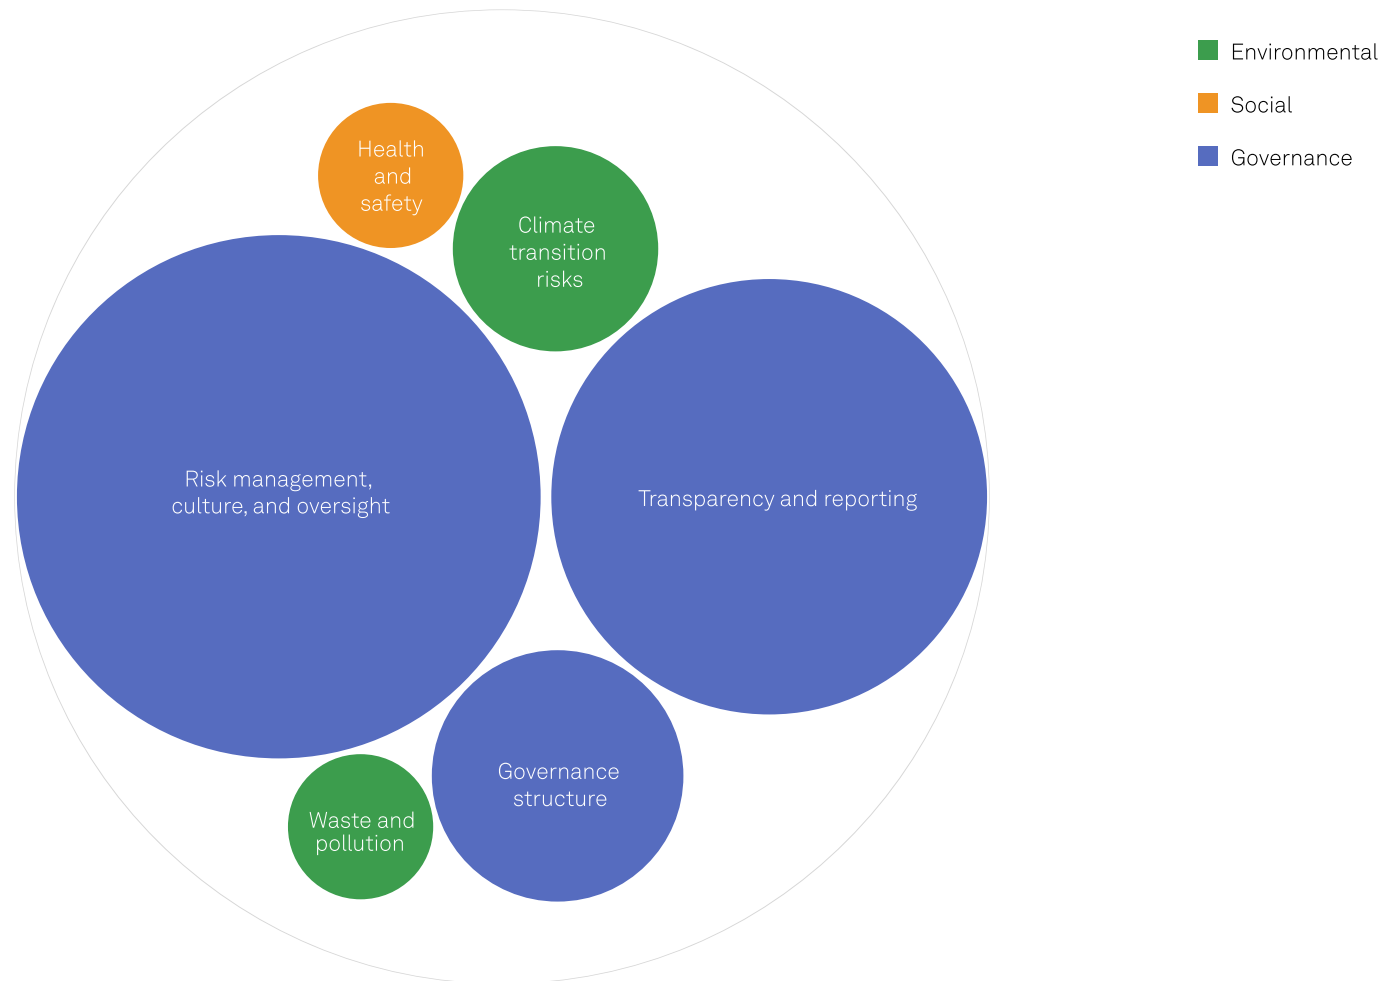 Environmental
Social
Governance
Health
and
safety
Climate
transition
risks
Risk management,
culture, and oversight
Transparency and reporting
Governance
structure
Waste and
pollution